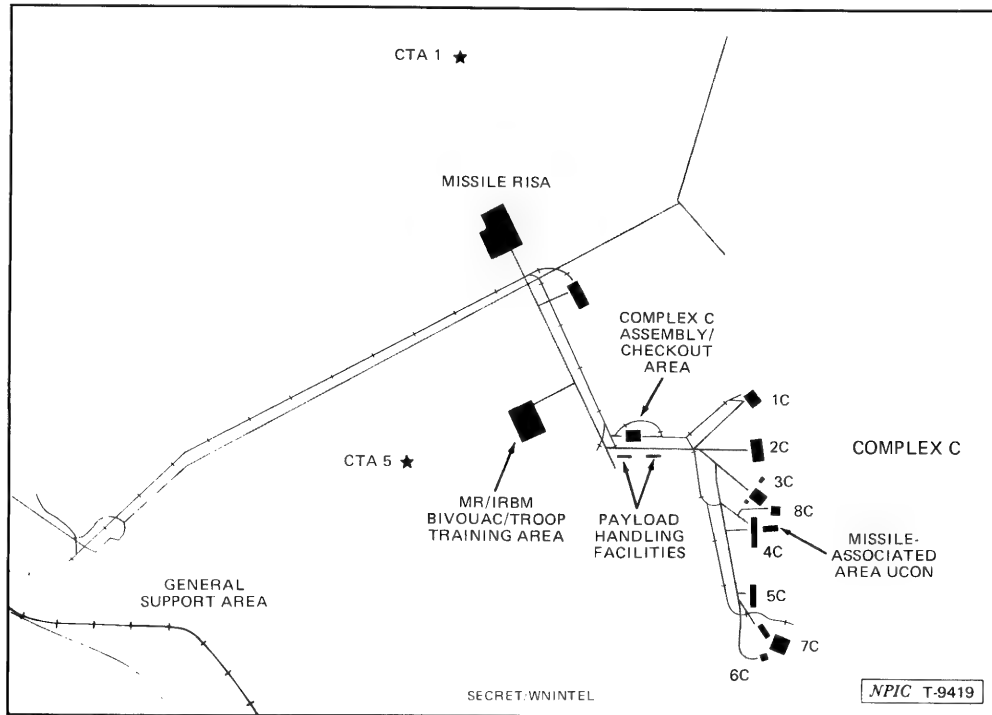 CTA 1 ★
MISSILE RISA
COMPLEX C
ASSEMBLY/
CHECKOUT
AREA
1C
2C
COMPLEX C
3C
8C
4C
MISSILE-
ASSOCIATED
AREA UCON
CTA 5 ★
MR/IRBM
BIVOUAC/TROOP
TRAINING AREA
PAYLOAD
HANDLING
FACILITIES
GENERAL
SUPPORT AREA
5C
7C
6C
SECRET/WNINTEL
NPIC T-9419